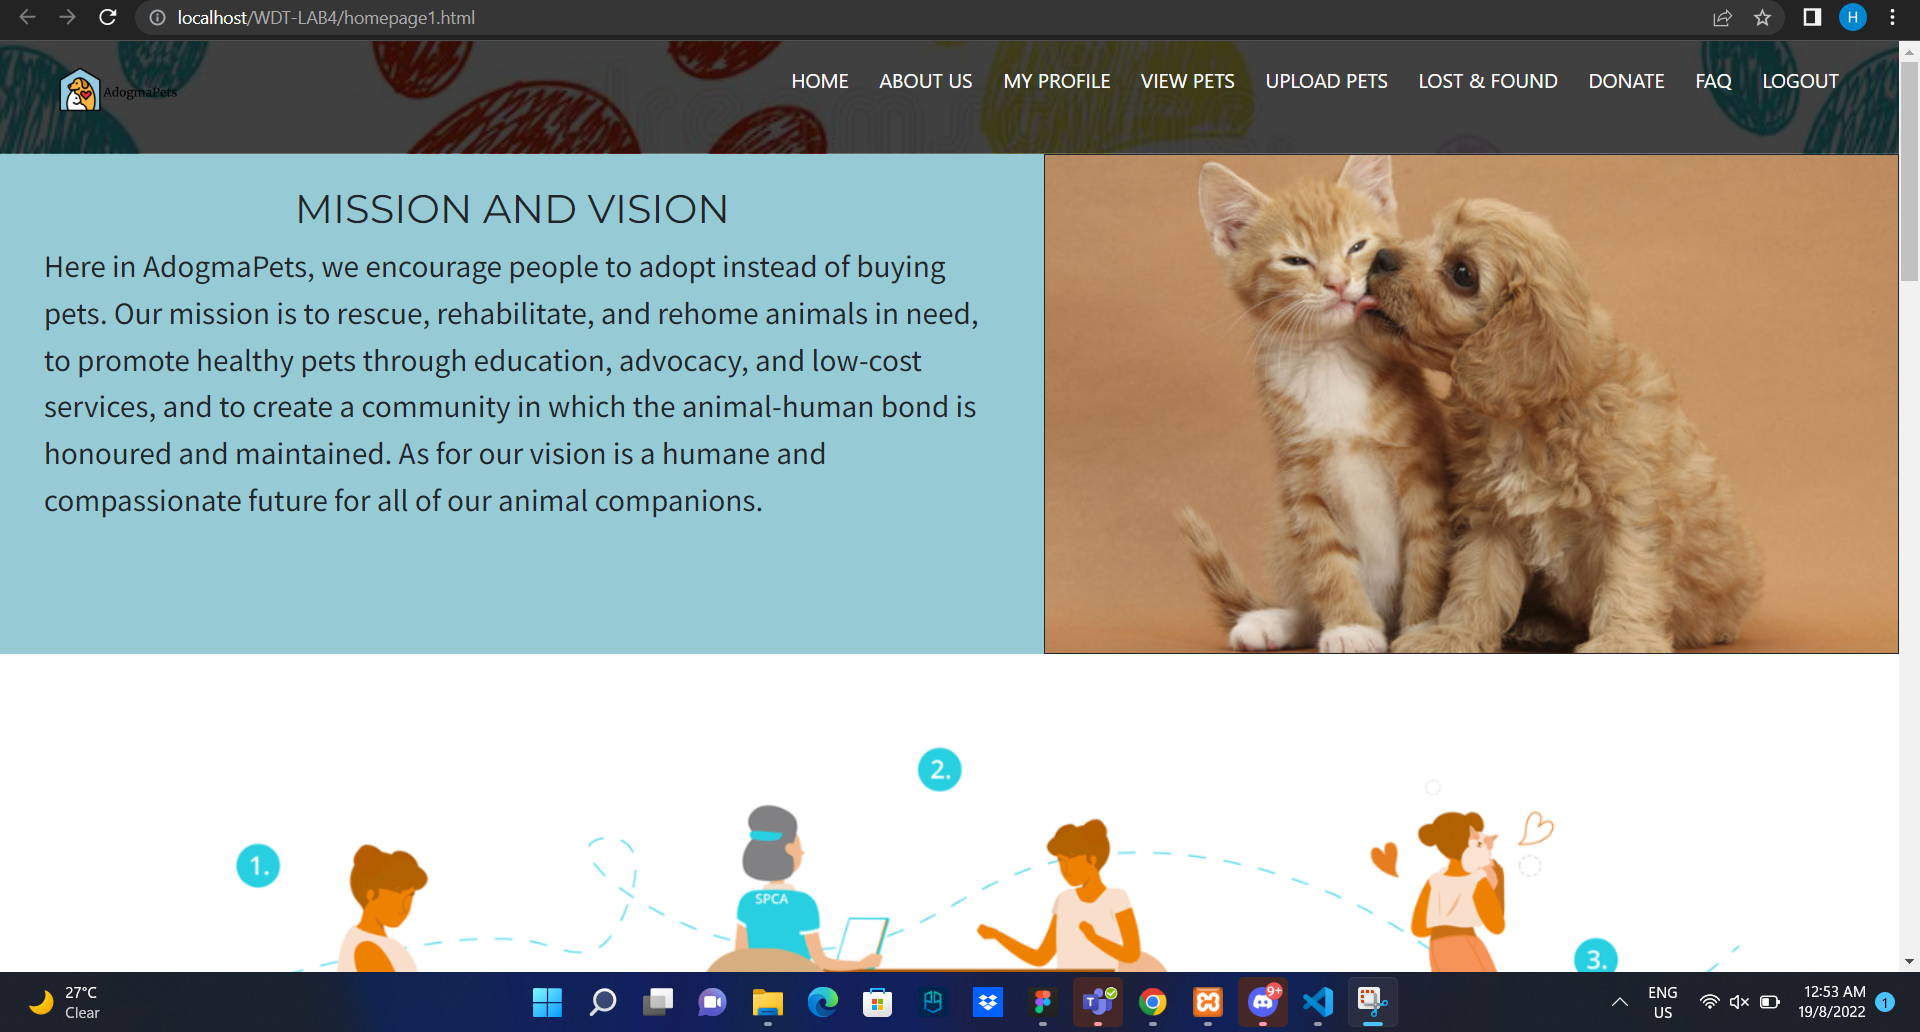 localhost/WDT-LAB4/homepage1.html
H
AdogmaPets
HOME ABOUT US MY PROFILE VIEW PETS UPLOAD PETS LOST & FOUND DONATE FAQ LOGOUT
MISSION AND VISION
Here in AdogmaPets, we encourage people to adopt instead of buying
pets. Our mission is to rescue, rehabilitate, and rehome animals in need,
to promote healthy pets through education, advocacy, and low-cost
services, and to create a community in which the animal-human bond is
honoured and maintained. As for our vision is a humane and
compassionate future for all of our animal companions.
1.
2.
SPCA
3.
27°C
Clear
9+
ENG
US
12:53 AM
19/8/2022
1